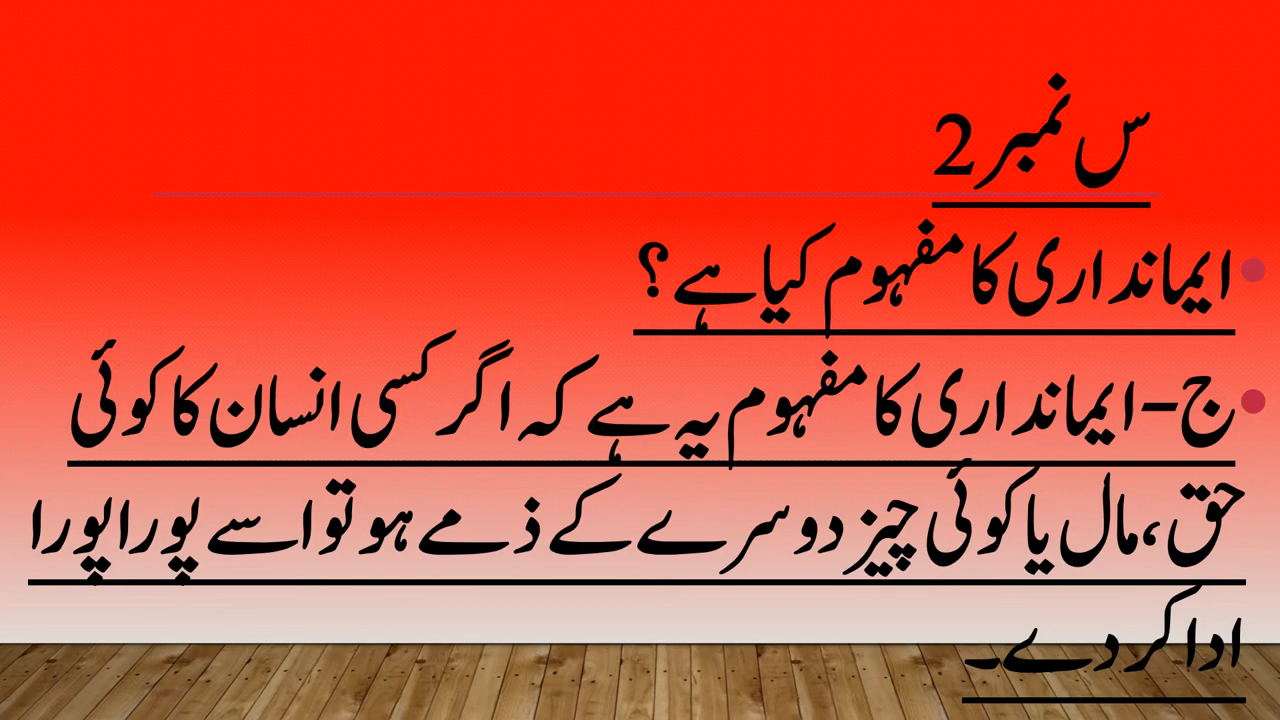 س نمبر 2
ایمانداری کا مفہوم کیا ہے؟
ج-ایمانداری کا مفہوم یہ ہے کہ اگر کسی انسان کا کوئی
حق، مال یا کوئی چیز دوسرے کے ذمے ہو تو اسے پورا پورا
ادا کر دے۔